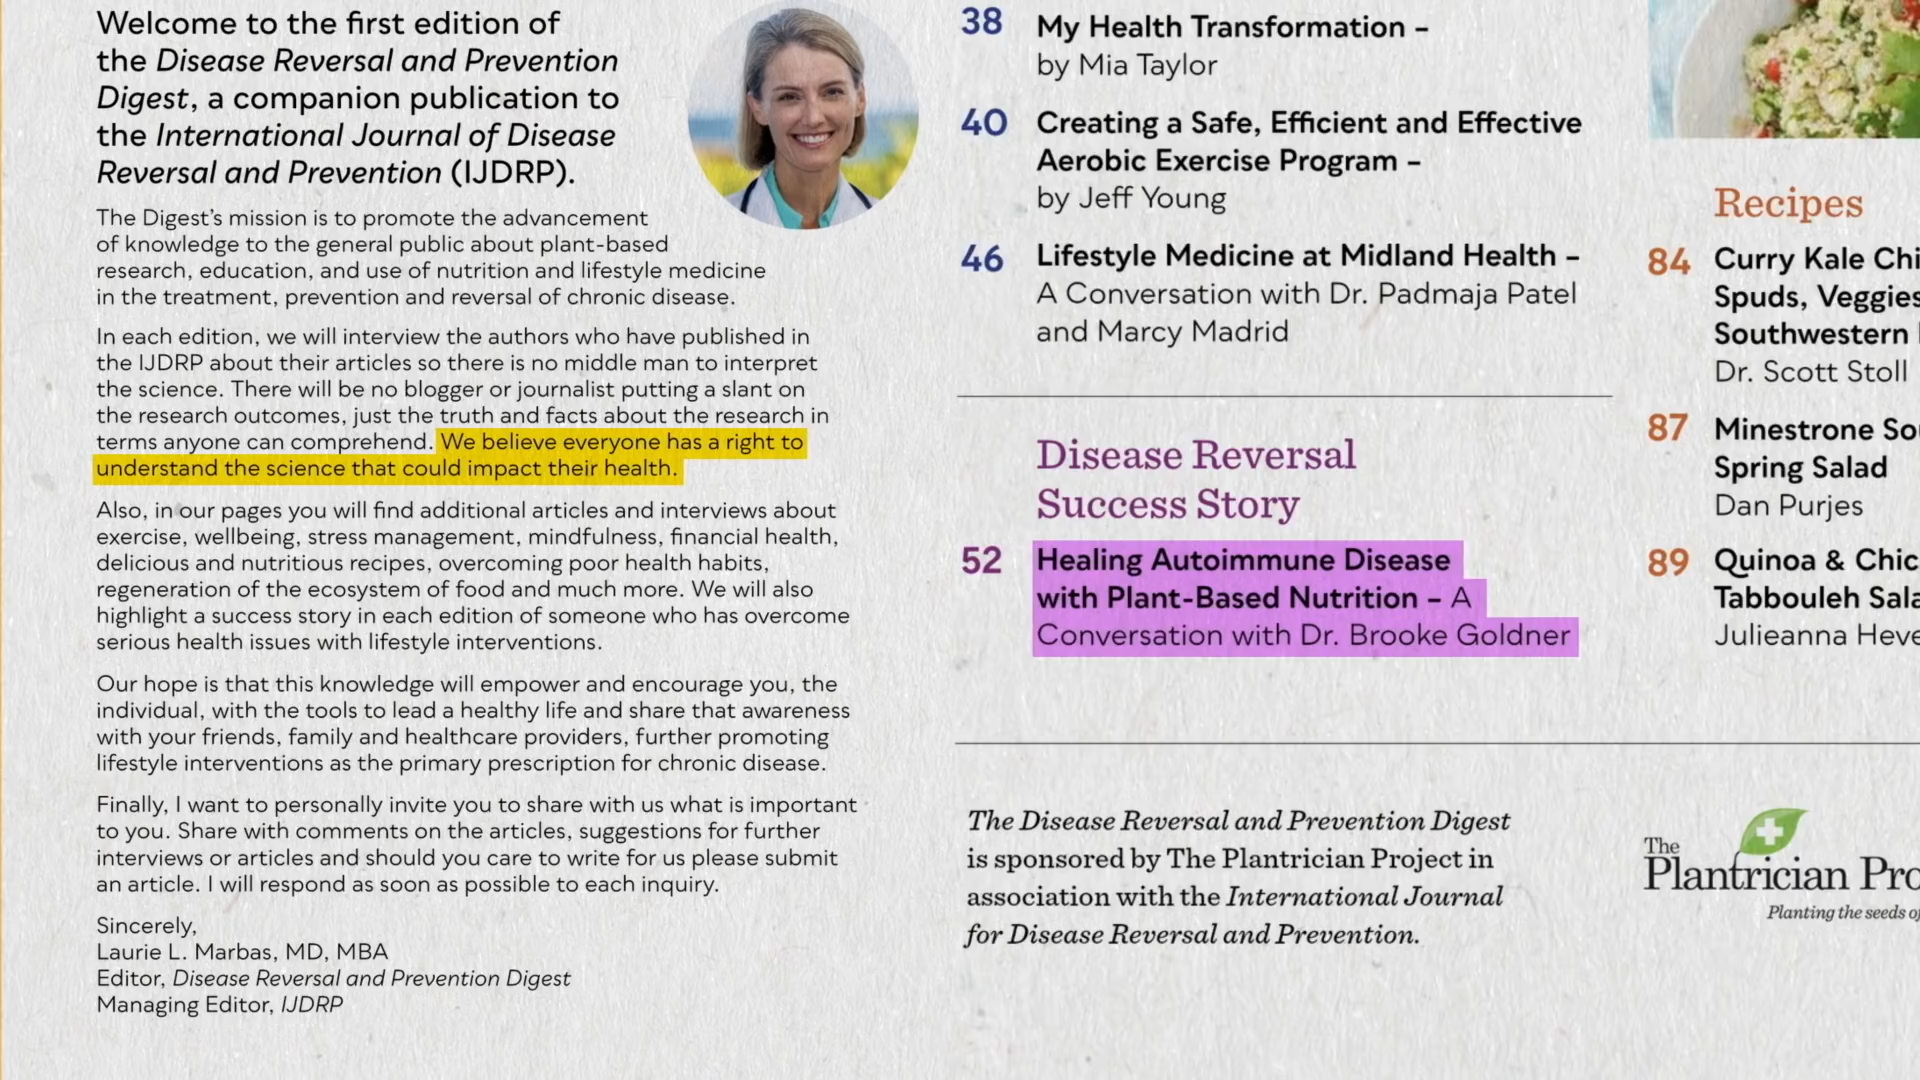 Welcome to the first edition of
the Disease Reversal and Prevention
Digest, a companion publication to
the International Journal of Disease
Reversal and Prevention (IJDRP).
The Digest's mission is to promote the advancement
of knowledge to the general public about plant-based
research, education, and use of nutrition and lifestyle medicine
in the treatment, prevention and reversal of chronic disease.
In each edition, we will interview the authors who have published in
the IJDRP about their articles so there is no middle man to interpret
the science. There will be no blogger or journalist putting a slant on
the research outcomes, just the truth and facts about the research in
terms anyone can comprehend. We believe everyone has a right to
understand the science that could impact their health.
Also, in our pages you will find additional articles and interviews about
exercise, wellbeing, stress management, mindfulness, financial health,
delicious and nutritious recipes, overcoming poor health habits,
regeneration of the ecosystem of food and much more. We will also
highlight a success story in each edition of someone who has overcome
serious health issues with lifestyle interventions.
Our hope is that this knowledge will empower and encourage you, the
individual, with the tools to lead a healthy life and share that awareness
with your friends, family and healthcare providers, further promoting
lifestyle interventions as the primary prescription for chronic disease.
Finally, I want to personally invite you to share with us what is important
to you. Share with comments on the articles, suggestions for further
interviews or articles and should you care to write for us please submit
an article. I will respond as soon as possible to each inquiry.
Sincerely,
Laurie L. Marbas, MD, MBA
Editor, Disease Reversal and Prevention Digest
Managing Editor, IJDRP
38 My Health Transformation –
by Mia Taylor
40 Creating a Safe, Efficient and Effective
Aerobic Exercise Program –
by Jeff Young
46 Lifestyle Medicine at Midland Health –
A Conversation with Dr. Padmaja Patel
and Marcy Madrid
Disease Reversal
Success Story
52 Healing Autoimmune Disease
with Plant-Based Nutrition – A
Conversation with Dr. Brooke Goldner
The Disease Reversal and Prevention Digest
is sponsored by The Plantrician Project in
association with the International Journal
for Disease Reversal and Prevention.
Recipes
84 Curry Kale Chi
Spuds, Veggies
Southwestern
Dr. Scott Stoll
87 Minestrone So
Spring Salad
Dan Purjes
89 Quinoa & Chic
Tabbouleh Sala
Julieanna Heve
The
Plantrician Pro
Planting the seeds of